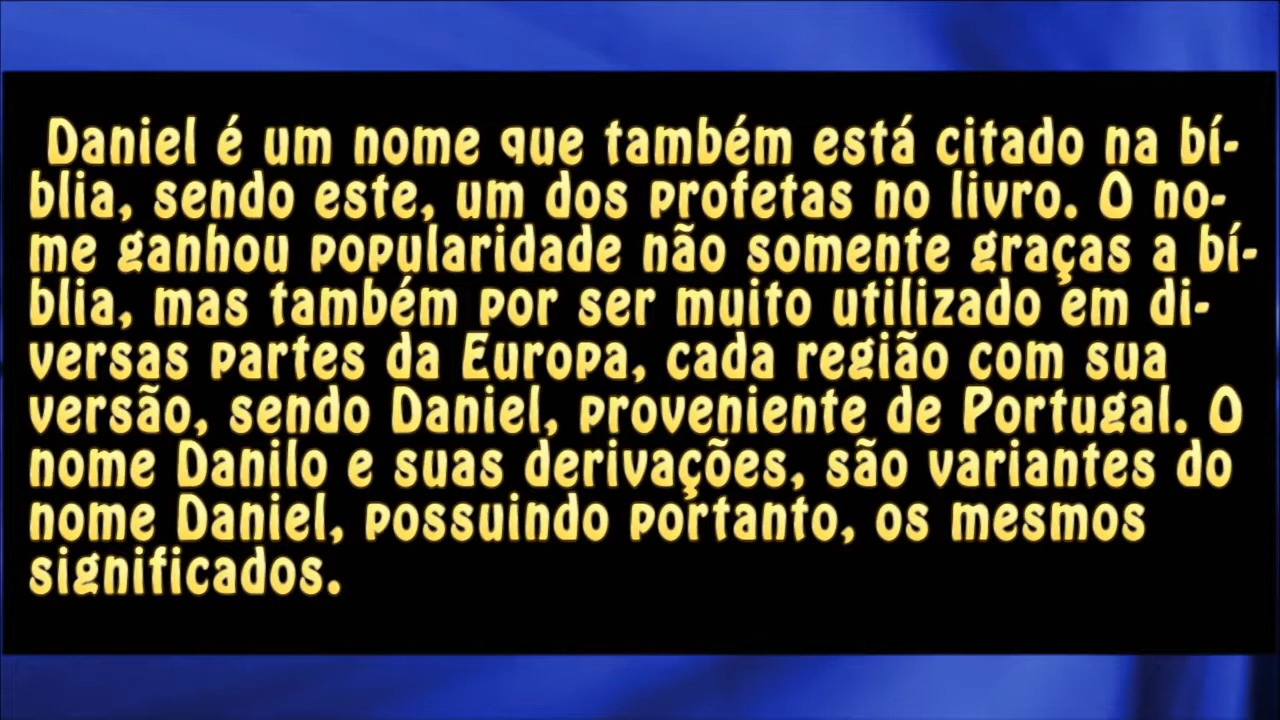 Daniel é um nome que também está citado na bí-
blia, sendo este, um dos profetas no livro. O no-
me ganhou popularidade não somente graças a bí-
blia, mas também por ser muito utilizado em di-
versas partes da Europa, cada região com sua
versão, sendo Daniel, proveniente de Portugal. O
nome Danilo e suas derivações, são variantes do
nome Daniel, possuindo portanto, os mesmos
significados.